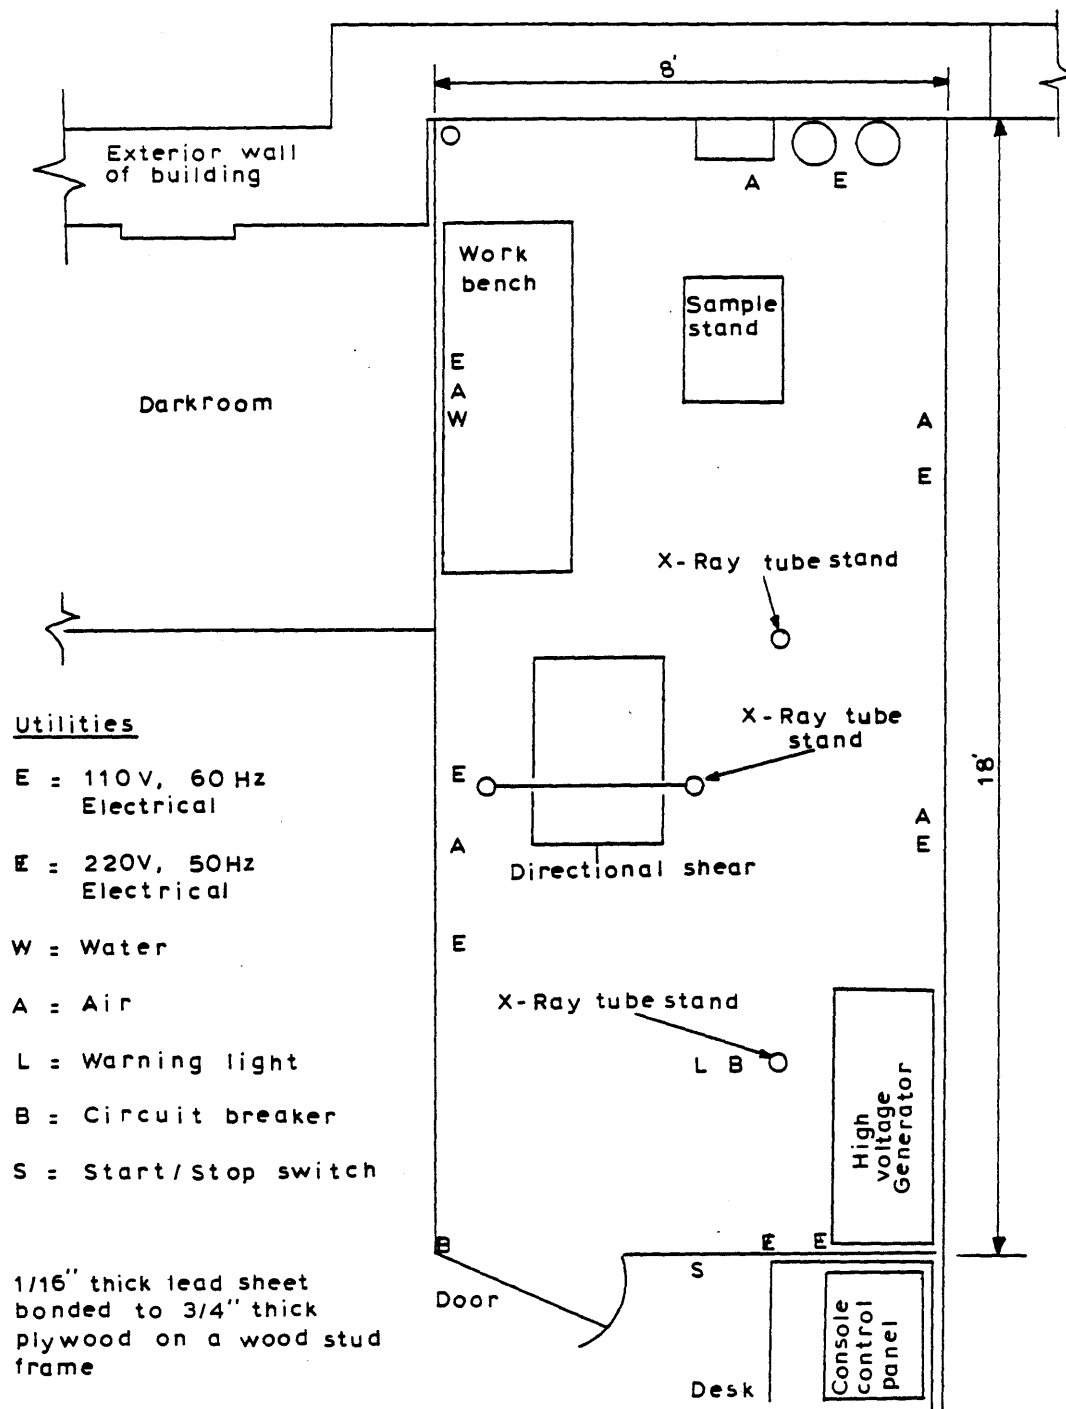 8'
Exterior wall
of building
A
E
Work
bench
Sample
stand
E
A
W
Darkroom
A
E
X-Ray tube stand
Utilities
E = 110V, 60 Hz
Electrical
E = 220V, 50Hz
Electrical
W = Water
A = Air
L = Warning light
B = Circuit breaker
S = Start/Stop switch
X-Ray tube
stand
18'
E
A
E
A
E
Directional shear
X-Ray tube stand
L B
High
voltage
Generator
B
E
E
S
Door
1/16" thick lead sheet
bonded to 3/4" thick
plywood on a wood stud
frame
Console
control
panel
Desk